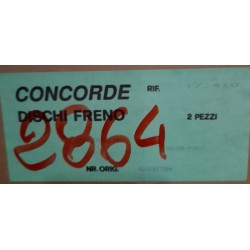 CONCORDE RIF.
DISCHI FRENO 2 PEZZI
2864
NR. ORIG.